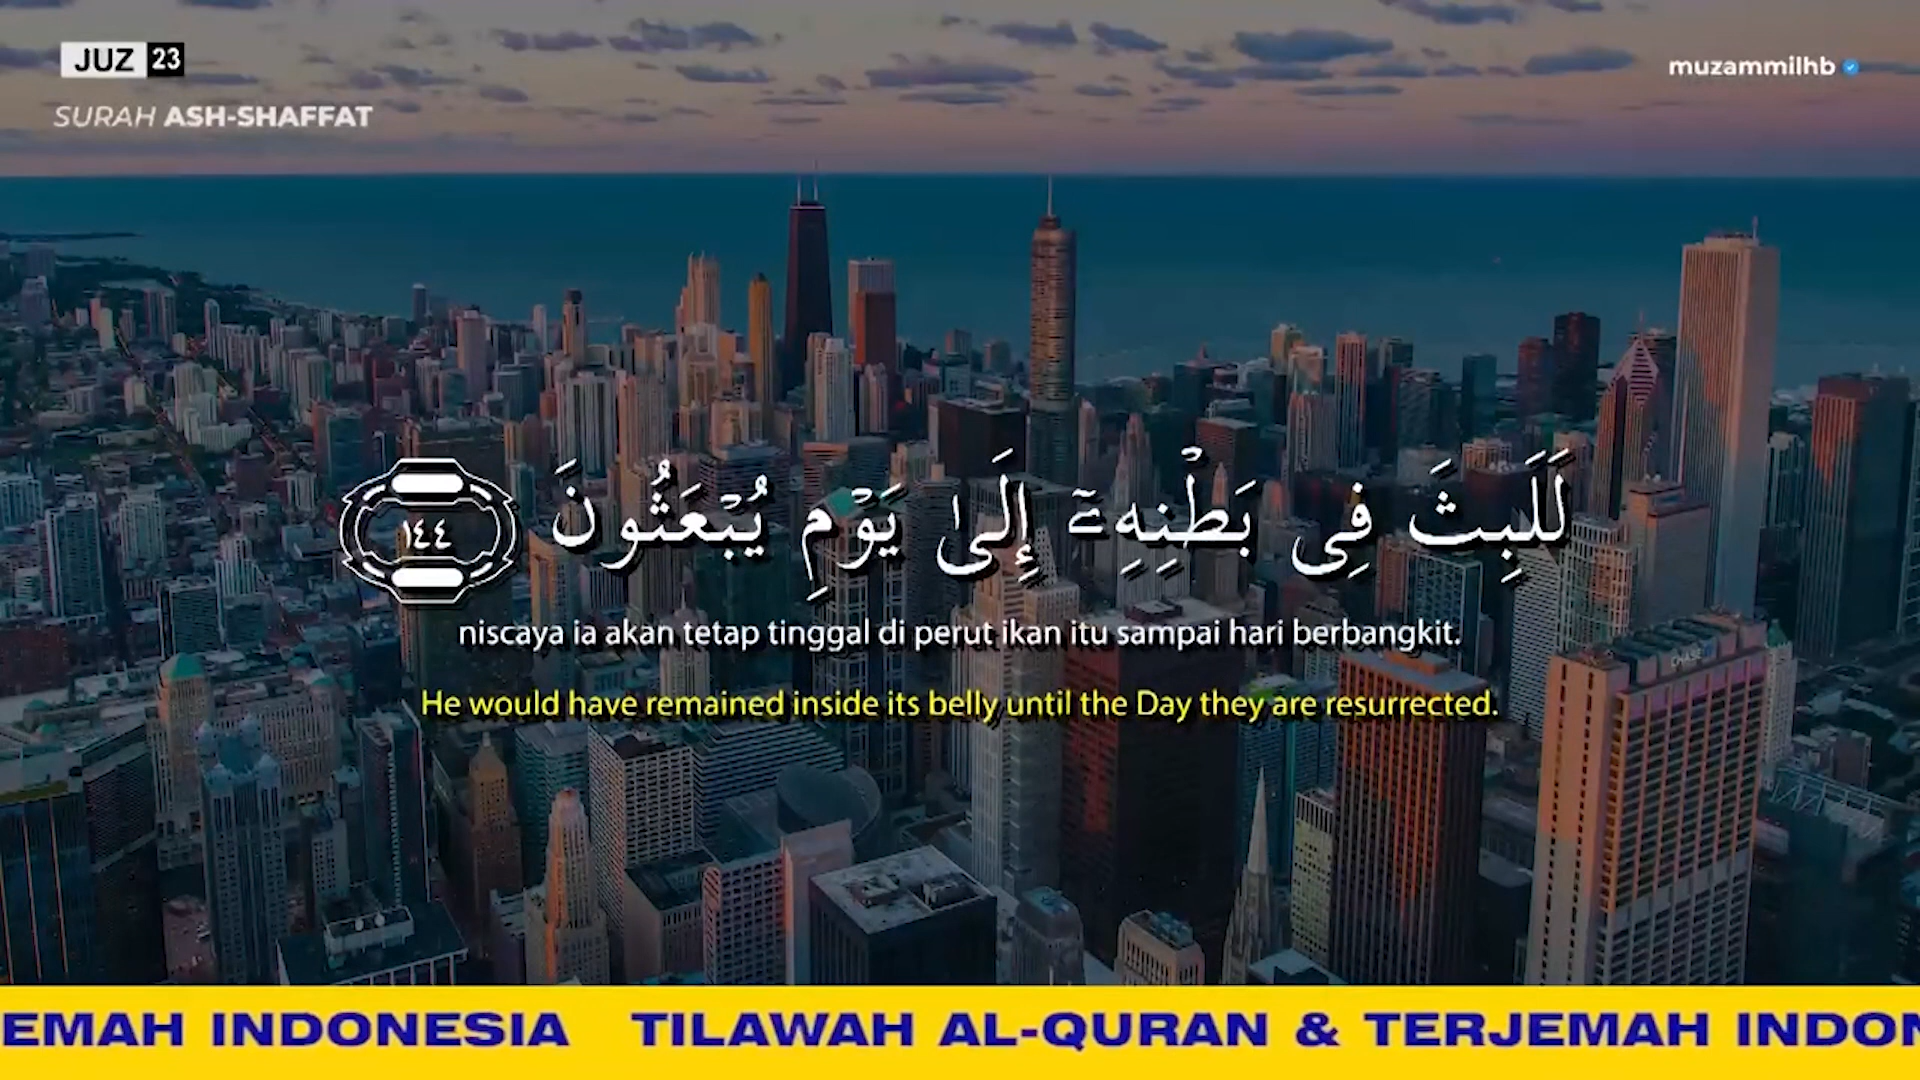 JUZ 23
muzammilhb
SURAH ASH-SHAFFAT
لَلَبِثَ فِى بَطْنِهِۦٓ إِلَىٰ يَوْمِ يُبْعَثُونَ ١٤٤
niscaya ia akan tetap tinggal di perut ikan itu sampai hari berbangkit.
He would have remained inside its belly until the Day they are resurrected.
CHASE
EMAH INDONESIA TILAWAH AL-QURAN & TERJEMAH INDON